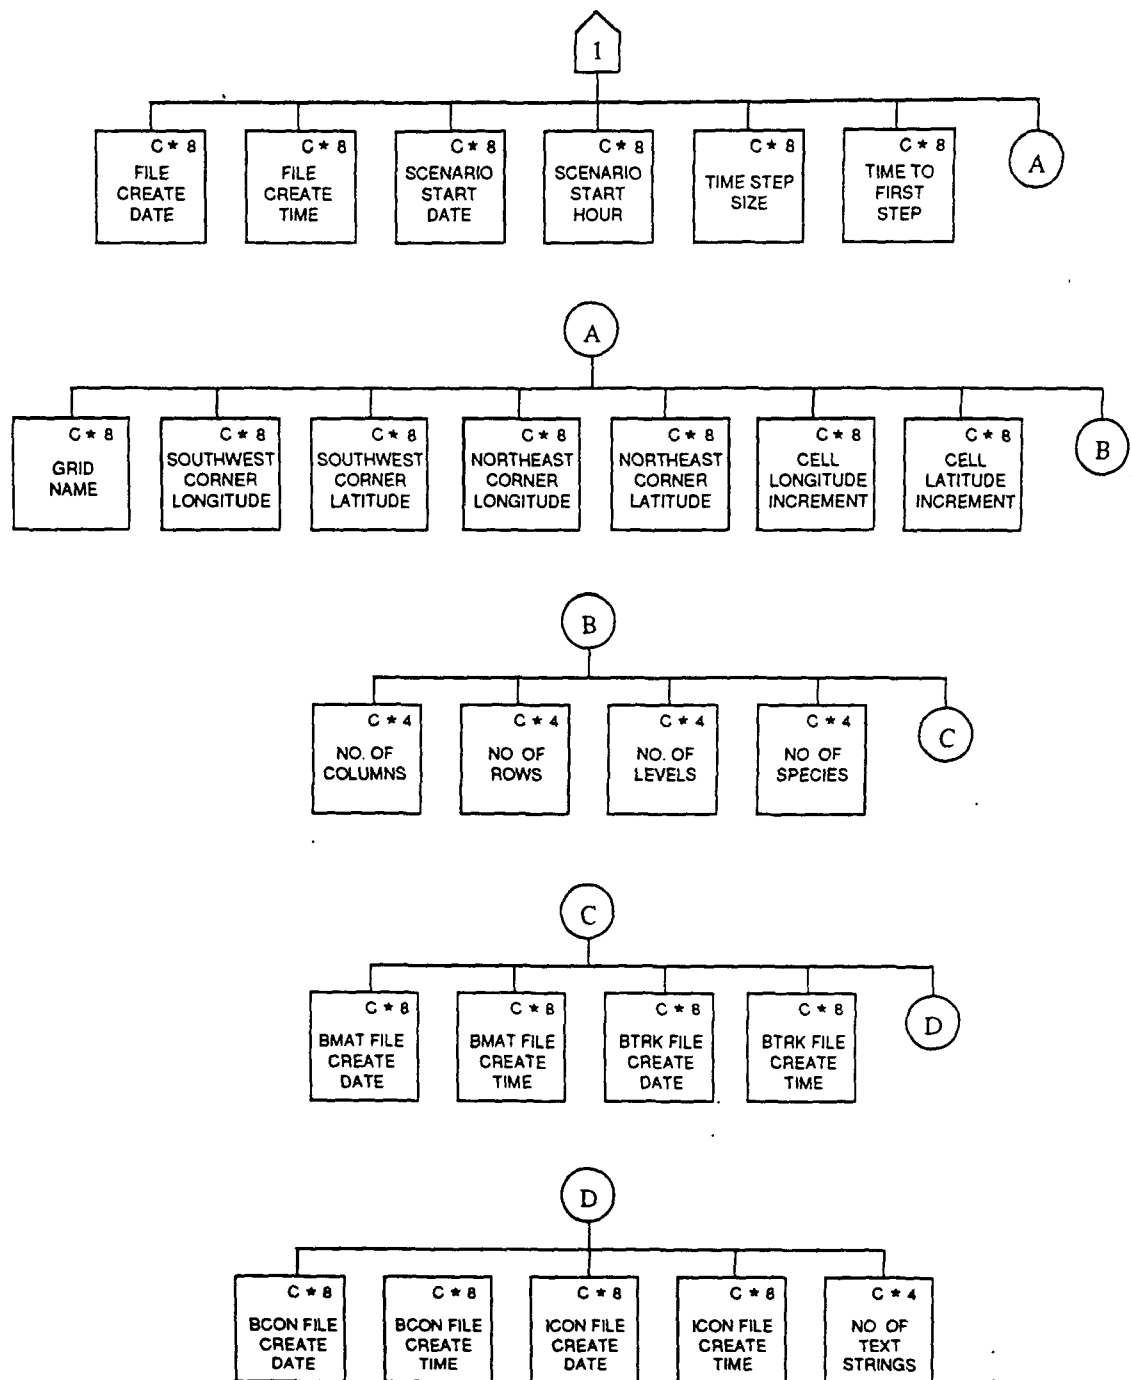 1
C * 8
FILE
CREATE
DATE
C * 8
FILE
CREATE
TIME
C * 8
SCENARIO
START
DATE
C * 8
SCENARIO
START
HOUR
C * 8
TIME STEP
SIZE
C * 8
TIME TO
FIRST
STEP
A
A
C * 8
GRID
NAME
C * 8
SOUTHWEST
CORNER
LONGITUDE
C * 8
SOUTHWEST
CORNER
LATITUDE
C * 8
NORTHEAST
CORNER
LONGITUDE
C * 8
NORTHEAST
CORNER
LATITUDE
C * 8
CELL
LONGITUDE
INCREMENT
C * 8
CELL
LATITUDE
INCREMENT
B
B
C * 4
NO. OF
COLUMNS
C * 4
NO OF
ROWS
C * 4
NO. OF
LEVELS
C * 4
NO OF
SPECIES
C
C
C * 8
BMAT FILE
CREATE
DATE
C * 8
BMAT FILE
CREATE
TIME
C * 8
BTRK FILE
CREATE
DATE
C * 8
BTRK FILE
CREATE
TIME
D
D
C * 8
BCON FILE
CREATE
DATE
C * 8
BCON FILE
CREATE
TIME
C * 8
ICON FILE
CREATE
DATE
C * 8
ICON FILE
CREATE
TIME
C * 4
NO OF
TEXT
STRINGS